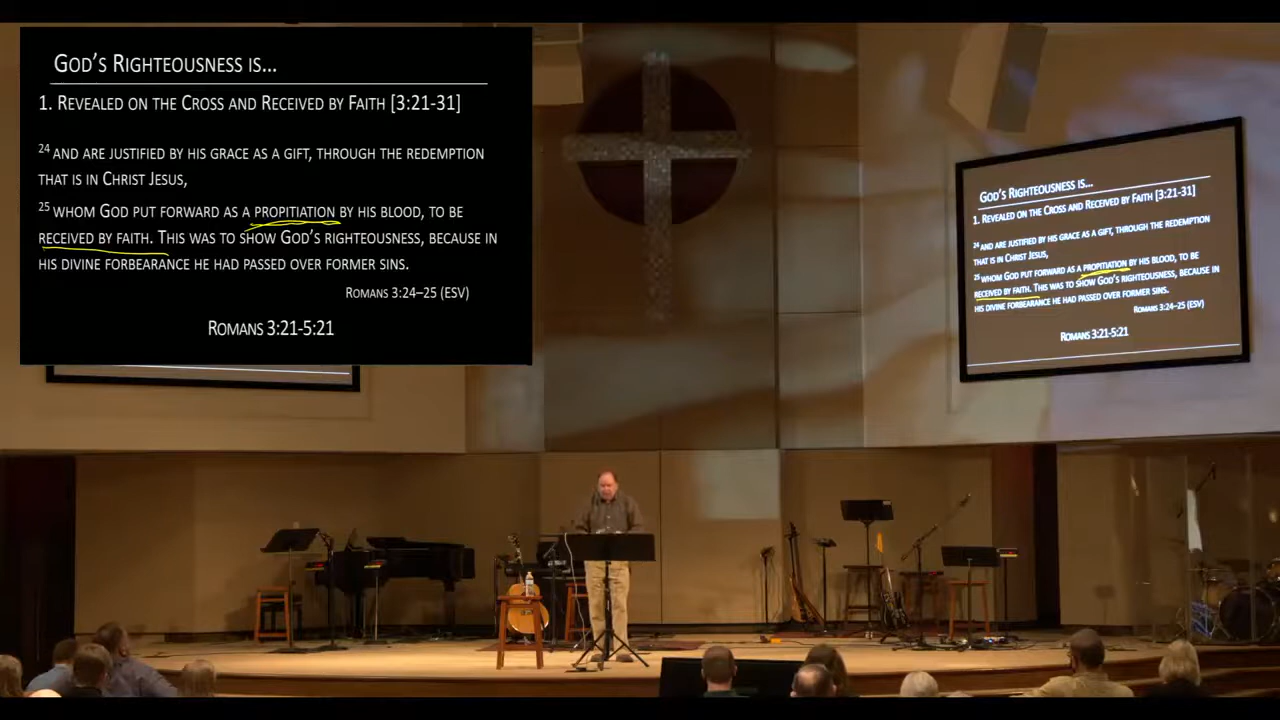 GOD'S RIGHTEOUSNESS IS...
1. REVEALED ON THE CROSS AND RECEIVED BY FAITH [3:21-31]
24 AND ARE JUSTIFIED BY HIS GRACE AS A GIFT, THROUGH THE REDEMPTION
THAT IS IN CHRIST JESUS,
25 WHOM GOD PUT FORWARD AS A PROPITIATION BY HIS BLOOD, TO BE
RECEIVED BY FAITH. THIS WAS TO SHOW GOD'S RIGHTEOUSNESS, BECAUSE IN
HIS DIVINE FORBEARANCE HE HAD PASSED OVER FORMER SINS.
ROMANS 3:24–25 (ESV)
ROMANS 3:21-5:21
GOD'S RIGHTEOUSNESS IS...
1. REVEALED ON THE CROSS AND RECEIVED BY FAITH [3:21-31]
24 AND ARE JUSTIFIED BY HIS GRACE AS A GIFT, THROUGH THE REDEMPTION
THAT IS IN CHRIST JESUS,
25 WHOM GOD PUT FORWARD AS A PROPITIATION BY HIS BLOOD, TO BE
RECEIVED BY FAITH. THIS WAS TO SHOW GOD'S RIGHTEOUSNESS, BECAUSE IN
HIS DIVINE FORBEARANCE HE HAD PASSED OVER FORMER SINS.
ROMANS 3:24–25 (ESV)
ROMANS 3:21-5:21